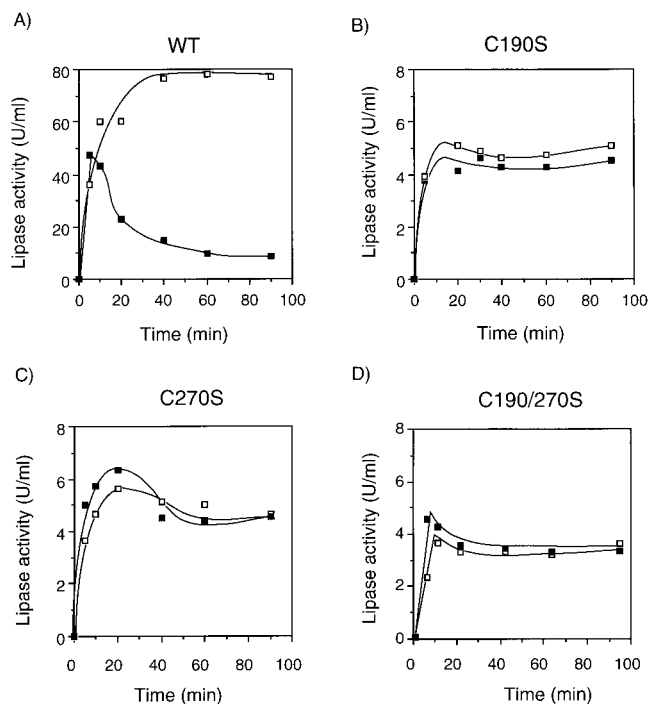 A)
WT
Lipase activity (U/ml)
80
60
40
20
0
0 20 40 60 80 100
Time (min)
B)
C190S
Lipase activity (U/ml)
8
6
4
2
0
0 20 40 60 80 100
Time (min)
C)
C270S
Lipase activity (U/ml)
8
6
4
2
0
0 20 40 60 80 100
Time (min)
D)
C190/270S
Lipase activity (U/ml)
8
6
4
2
0
0 20 40 60 80 100
Time (min)